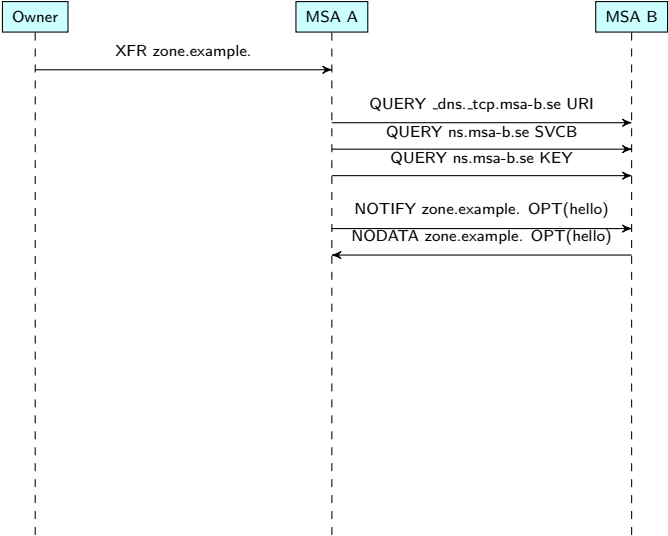 Owner
MSA A
MSA B
XFR zone.example.
QUERY _dns._tcp.msa-b.se URI
QUERY ns.msa-b.se SVCB
QUERY ns.msa-b.se KEY
NOTIFY zone.example. OPT(hello)
NODATA zone.example. OPT(hello)